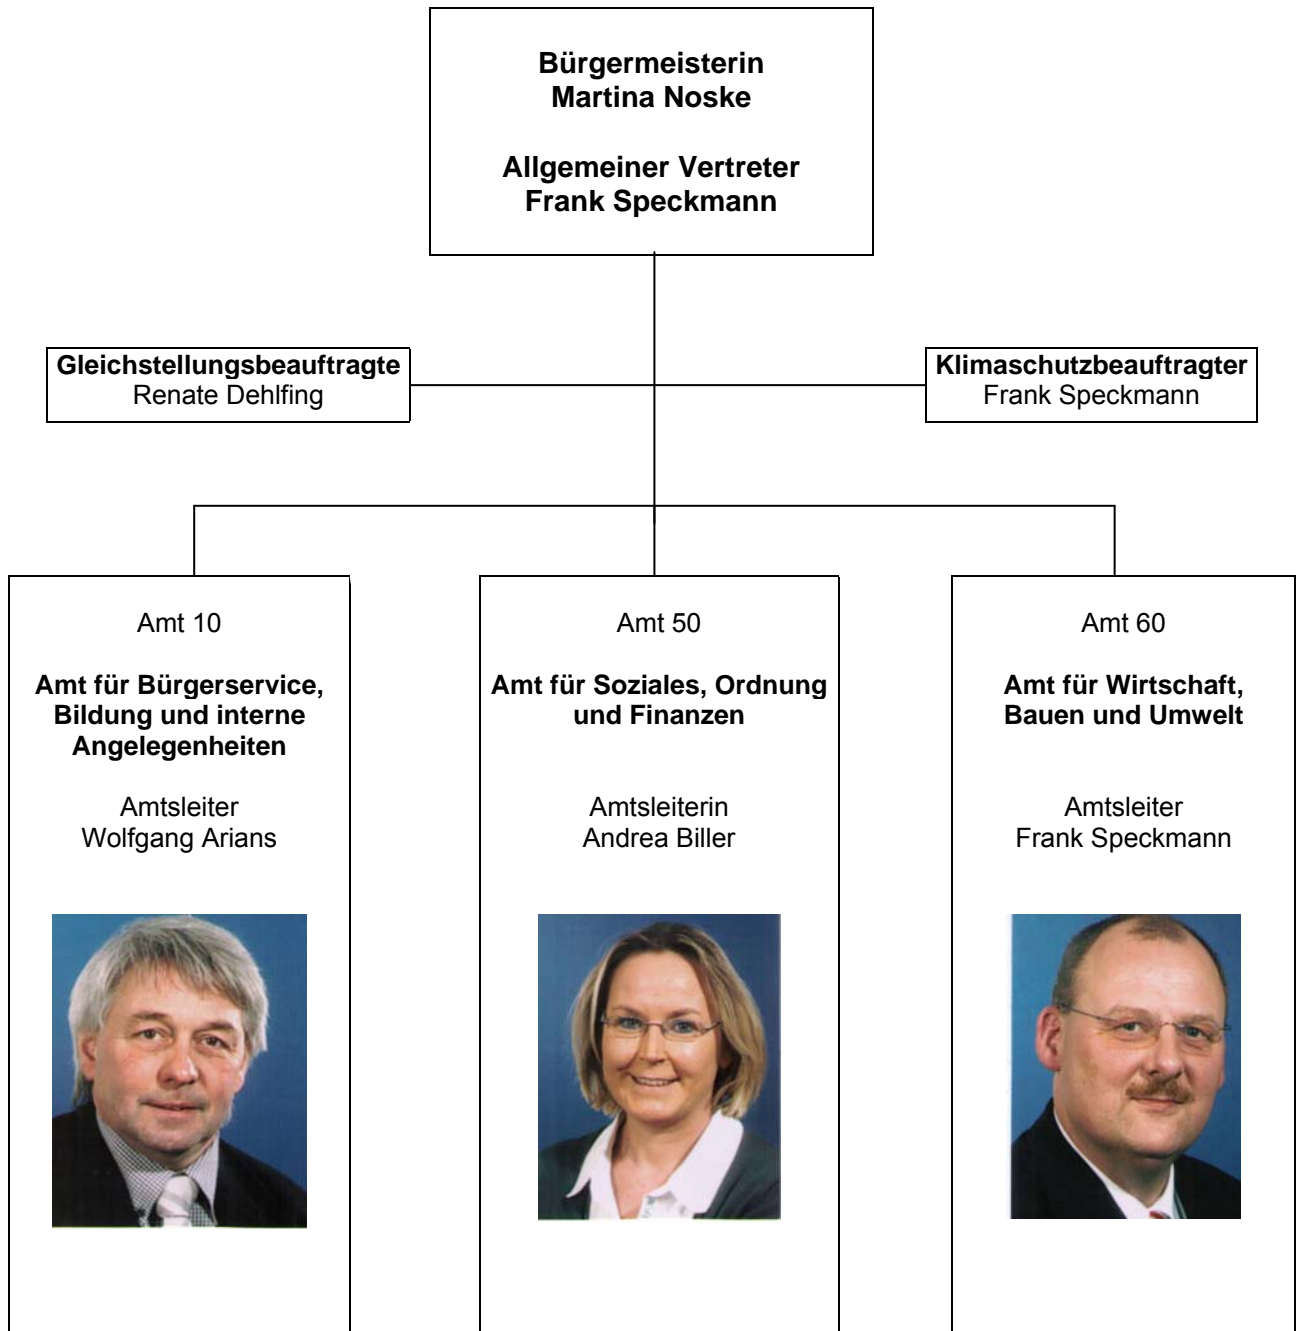 Bürgermeisterin
Martina Noske
Allgemeiner Vertreter
Frank Speckmann
Gleichstellungsbeauftragte
Renate Dehlfing
Klimaschutzbeauftragter
Frank Speckmann
Amt 10
Amt für Bürgerservice,
Bildung und interne
Angelegenheiten
Amtsleiter
Wolfgang Arians
Amt 50
Amt für Soziales, Ordnung
und Finanzen
Amtsleiterin
Andrea Biller
Amt 60
Amt für Wirtschaft,
Bauen und Umwelt
Amtsleiter
Frank Speckmann